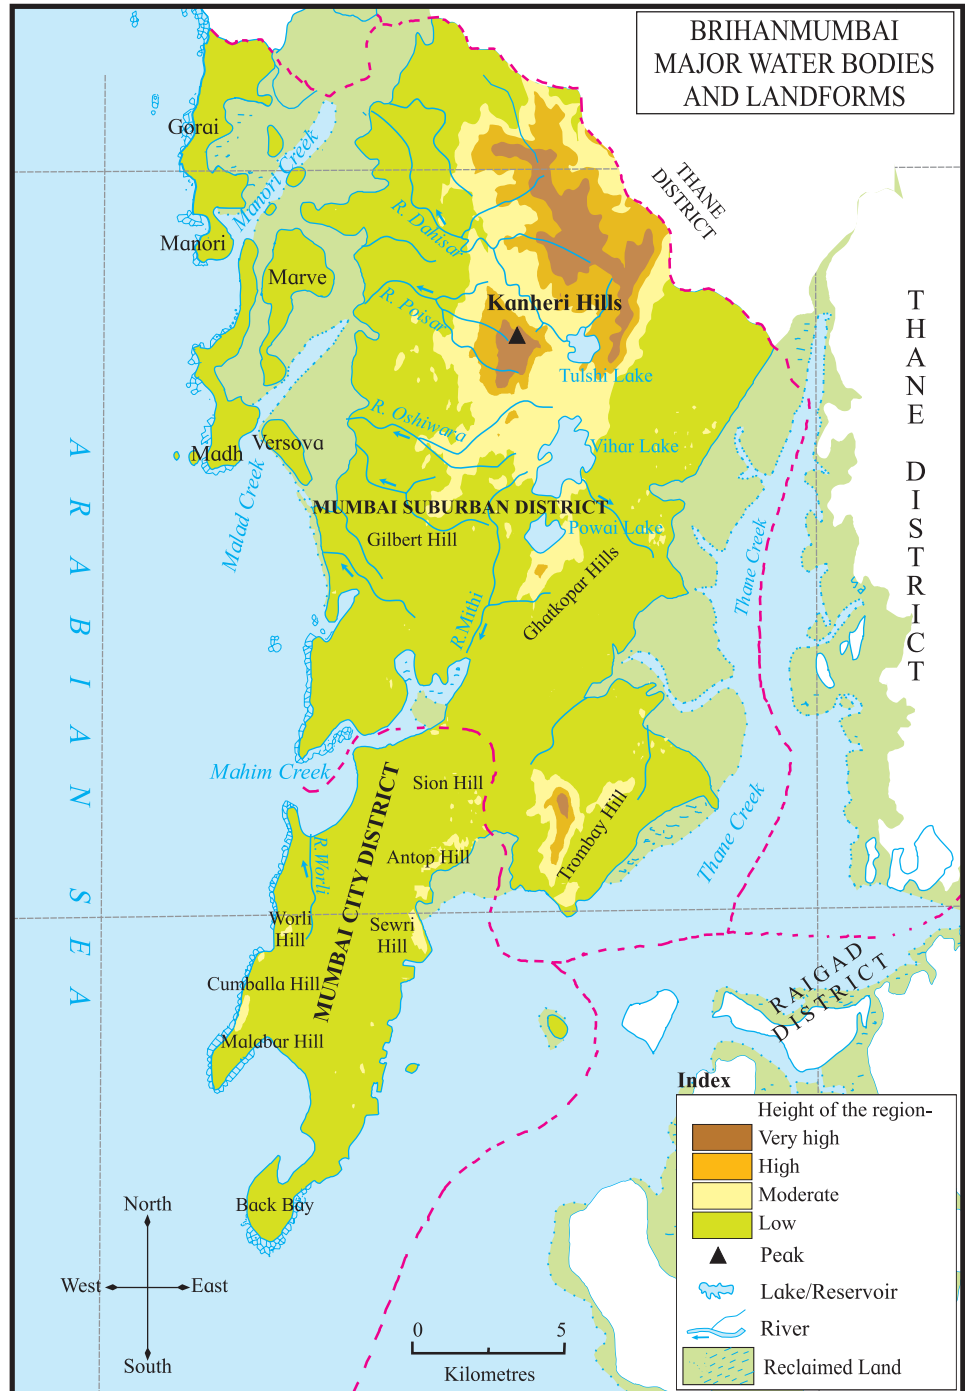 BRIHANMUMBAI
MAJOR WATER BODIES
AND LANDFORMS
Gorai
Manori Creek
THANE
DISTRICT
R. Dahisar
Manori
Marve
Kanheri Hills
R. Poisar
THANE DISTRICT
Tulshi Lake
R. Oshiwara
Versova
Madh
Vihar Lake
ARABIAN SEA
Malad Creek
MUMBAI SUBURBAN DISTRICT
Powai Lake
Gilbert Hill
Thane Creek
Ghatkopar Hills
R.Mithi
Mahim Creek
Sion Hill
MUMBAI CITY DISTRICT
Trombay Hill
Thane Creek
R.Worli
Antop Hill
Worli
Hill
Sewri
Hill
Cumballa Hill
RAIGAD
DISTRICT
Malabar Hill
Back Bay
North
West
East
South
0 5
Kilometres
Index
Height of the region-
Very high
High
Moderate
Low
Peak
Lake/Reservoir
River
Reclaimed Land